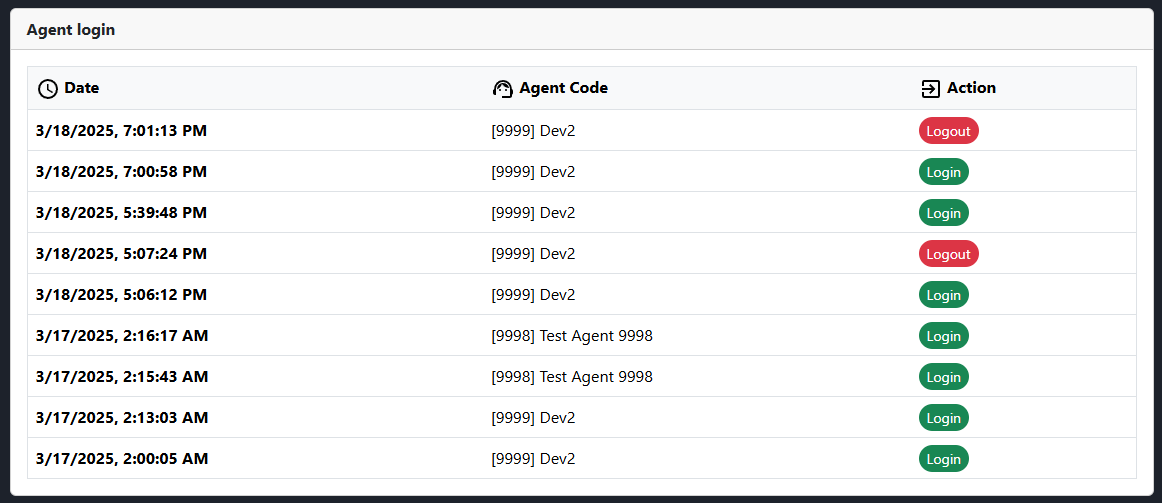 Agent login
Date Agent Code Action
3/18/2025, 7:01:13 PM [9999] Dev2 Logout
3/18/2025, 7:00:58 PM [9999] Dev2 Login
3/18/2025, 5:39:48 PM [9999] Dev2 Login
3/18/2025, 5:07:24 PM [9999] Dev2 Logout
3/18/2025, 5:06:12 PM [9999] Dev2 Login
3/17/2025, 2:16:17 AM [9998] Test Agent 9998 Login
3/17/2025, 2:15:43 AM [9998] Test Agent 9998 Login
3/17/2025, 2:13:03 AM [9999] Dev2 Login
3/17/2025, 2:00:05 AM [9999] Dev2 Login